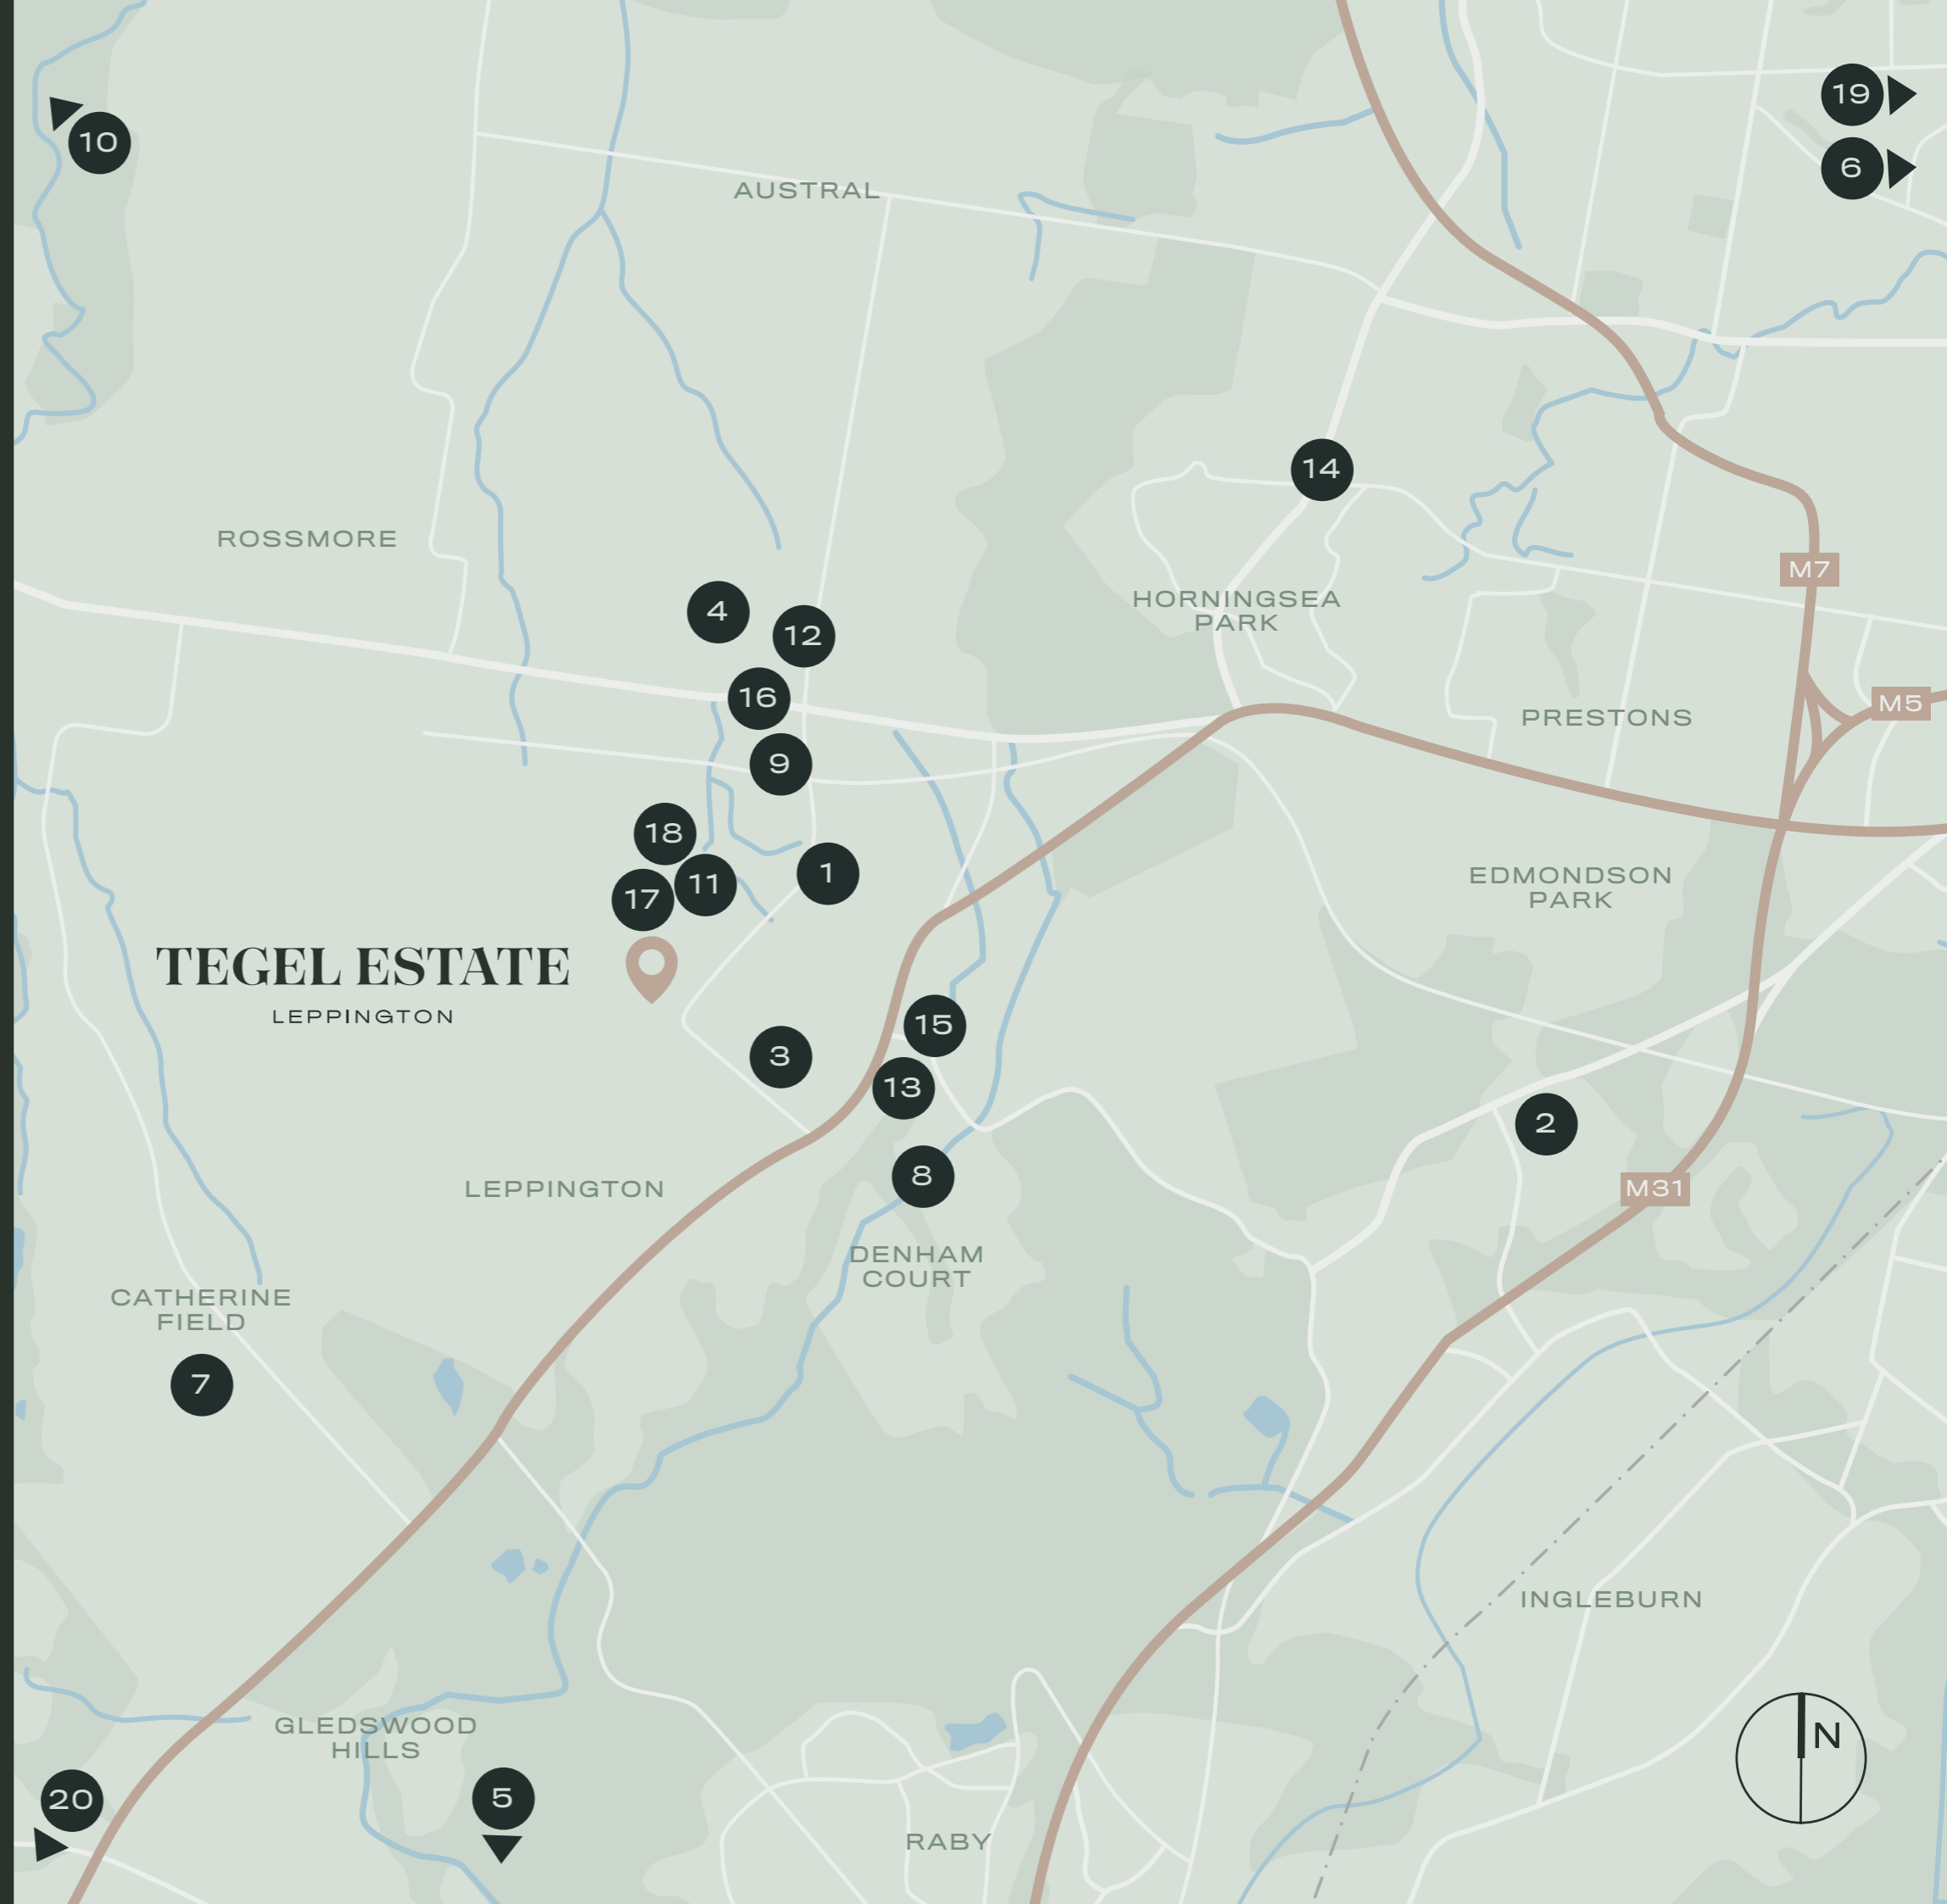 19
10
6
AUSTRAL
14
ROSSMORE
M7
HORNINGSEA
PARK
4
12
16
M5
PRESTONS
9
18
1
11
17
EDMONDSON
PARK
TEGEL ESTATE
LEPPINGTON
15
3
13
2
8
LEPPINGTON
M31
DENHAM
COURT
CATHERINE
FIELD
7
INGLEBURN
GLEDSWOOD
HILLS
N
20
5
RABY